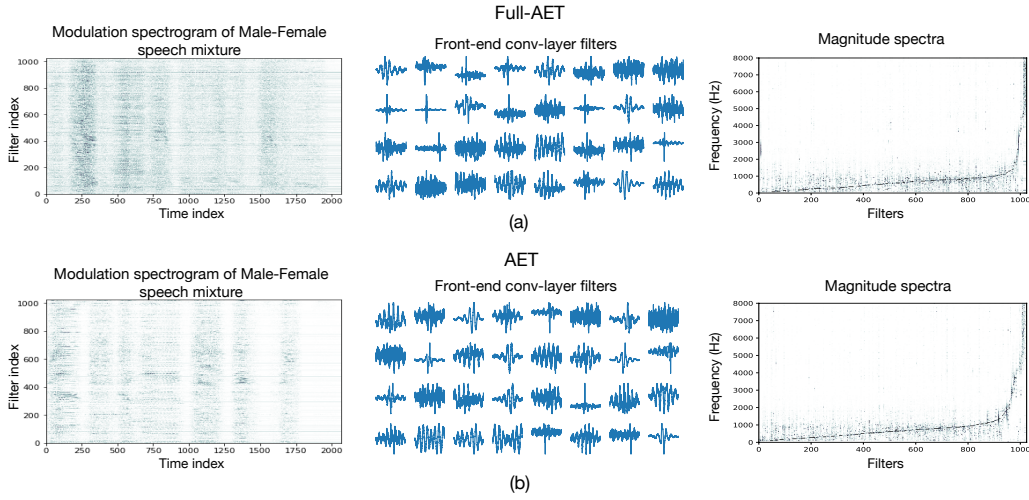 Full-AET
Modulation spectrogram of Male-Female
speech mixture
Front-end conv-layer filters
Magnitude spectra
Filter index
1000
800
600
400
200
0
0 250 500 750 1000 1250 1500 1750 2000
Time index
Frequency (Hz)
8000
7000
6000
5000
4000
3000
2000
1000
0
0 200 400 600 800 1000
Filters
(a)
AET
Modulation spectrogram of Male-Female
speech mixture
Front-end conv-layer filters
Magnitude spectra
Filter index
1000
800
600
400
200
0
0 250 500 750 1000 1250 1500 1750 2000
Time index
Frequency (Hz)
8000
7000
6000
5000
4000
3000
2000
1000
0
0 200 400 600 800 1000
Filters
(b)